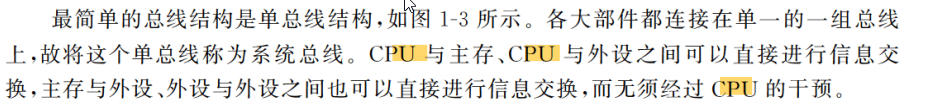 最简单的总线结构是单总线结构,如图 1-3 所示。各大部件都连接在单一的一组总线
上,故将这个单总线称为系统总线。CPU 与主存、CPU 与外设之间可以直接进行信息交
换,主存与外设、外设与外设之间也可以直接进行信息交换,而无须经过 CPU 的干预。